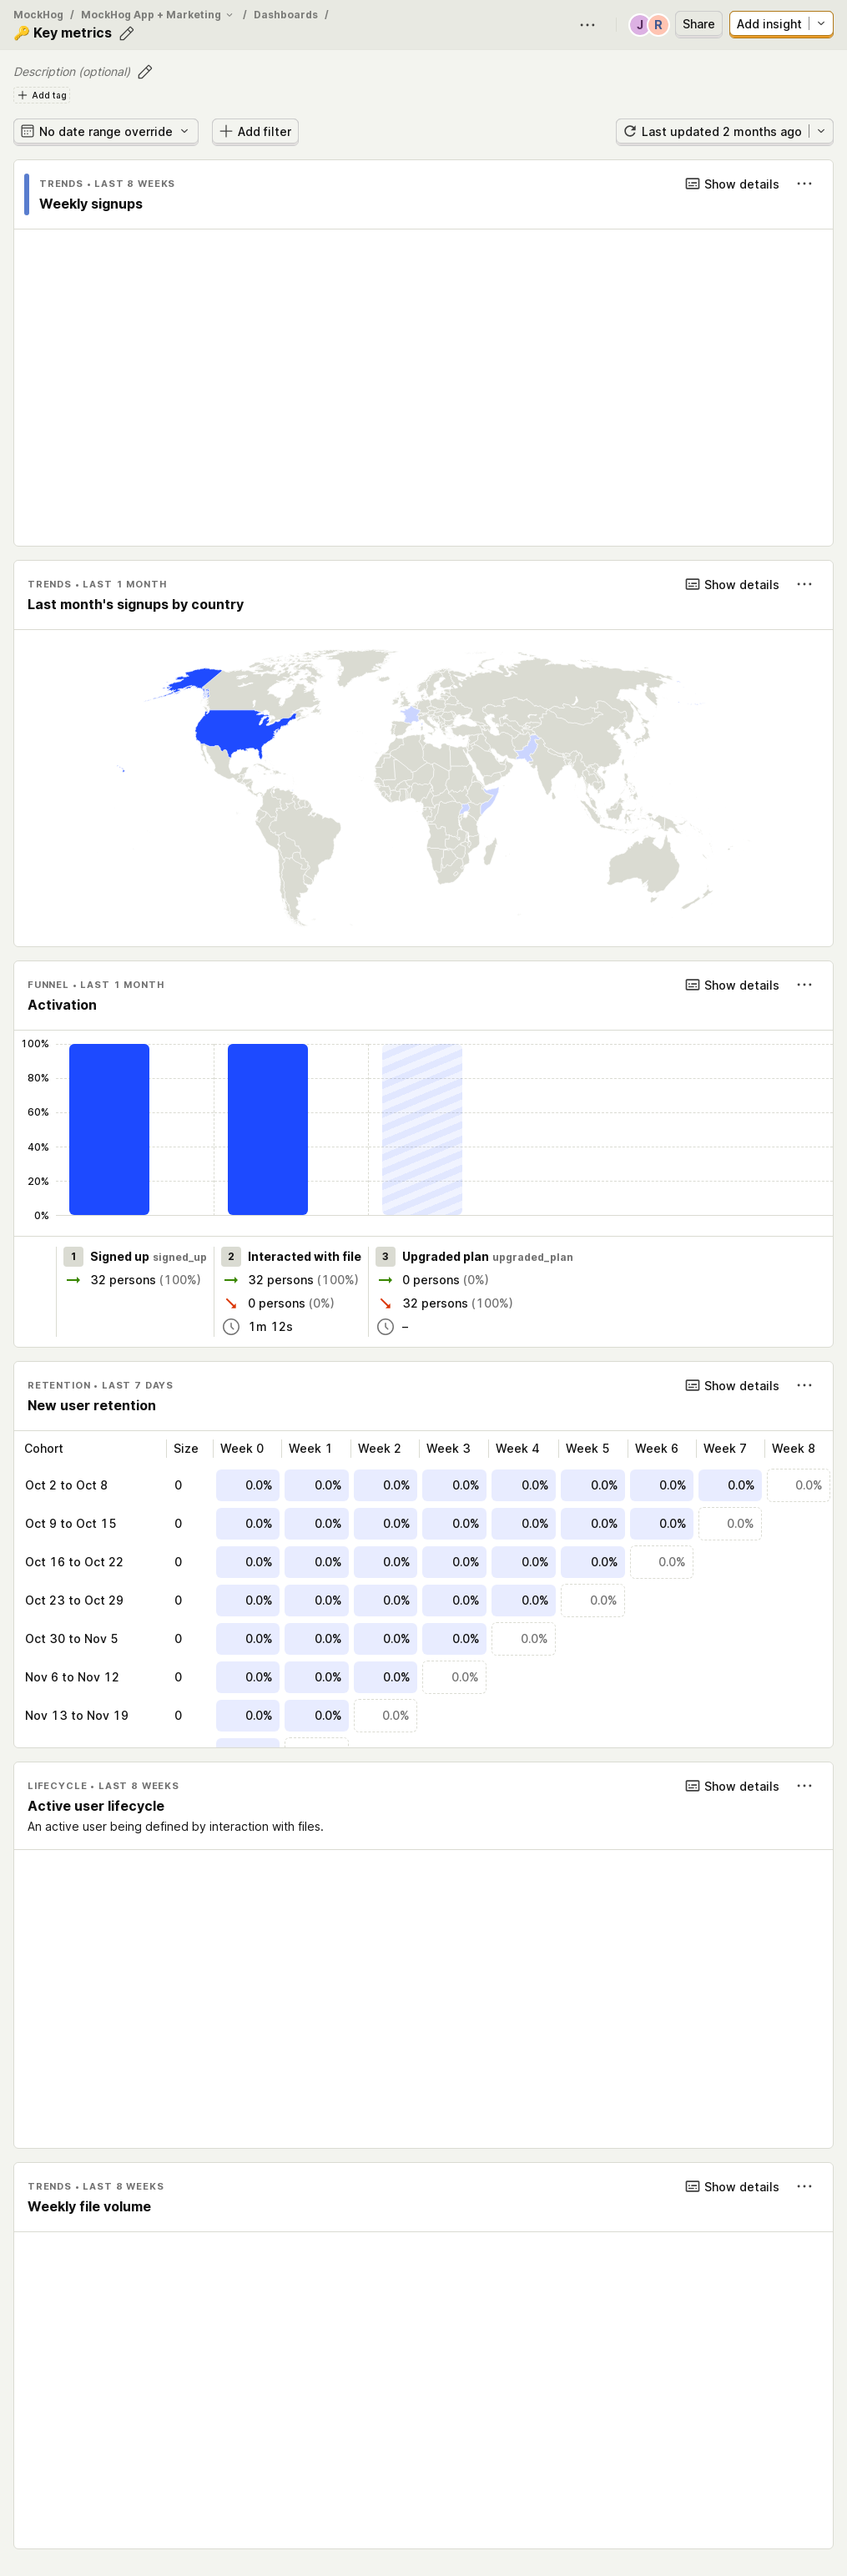 MockHog / MockHog App + Marketing / Dashboards /
🔑 Key metrics
J R Share Add insight
Description (optional)
Add tag
No date range override Add filter Last updated 2 months ago
TRENDS • LAST 8 WEEKS Show details
Weekly signups
TRENDS • LAST 1 MONTH Show details
Last month's signups by country
FUNNEL • LAST 1 MONTH Show details
Activation
100%
80%
60%
40%
20%
0%
1 Signed up signed_up 2 Interacted with file 3 Upgraded plan upgraded_plan
32 persons (100%) 32 persons (100%) 0 persons (0%)
0 persons (0%) 32 persons (100%)
1m 12s –
RETENTION • LAST 7 DAYS Show details
New user retention
Cohort Size Week 0 Week 1 Week 2 Week 3 Week 4 Week 5 Week 6 Week 7 Week 8
Oct 2 to Oct 8 0 0.0% 0.0% 0.0% 0.0% 0.0% 0.0% 0.0% 0.0% 0.0%
Oct 9 to Oct 15 0 0.0% 0.0% 0.0% 0.0% 0.0% 0.0% 0.0% 0.0%
Oct 16 to Oct 22 0 0.0% 0.0% 0.0% 0.0% 0.0% 0.0% 0.0%
Oct 23 to Oct 29 0 0.0% 0.0% 0.0% 0.0% 0.0% 0.0%
Oct 30 to Nov 5 0 0.0% 0.0% 0.0% 0.0% 0.0%
Nov 6 to Nov 12 0 0.0% 0.0% 0.0% 0.0%
Nov 13 to Nov 19 0 0.0% 0.0% 0.0%
LIFECYCLE • LAST 8 WEEKS Show details
Active user lifecycle
An active user being defined by interaction with files.
TRENDS • LAST 8 WEEKS Show details
Weekly file volume